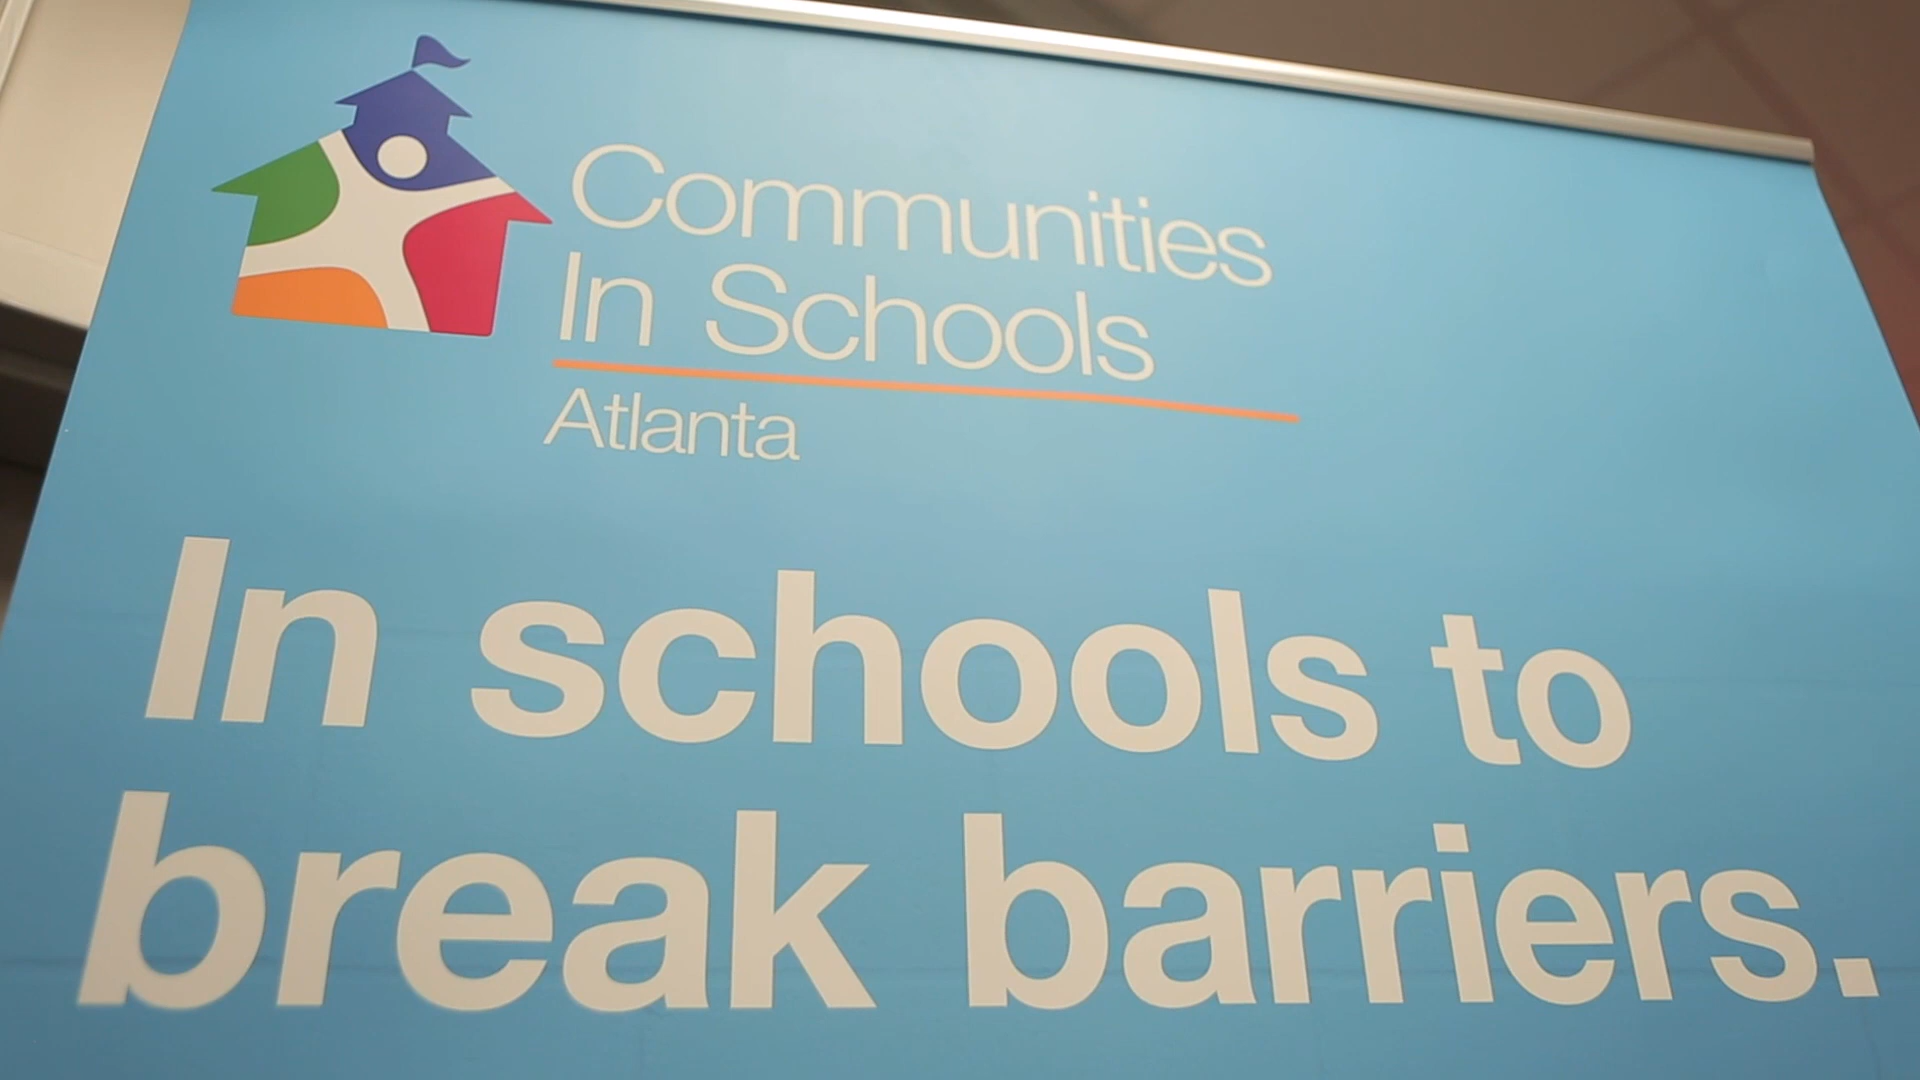 Communities
In Schools
Atlanta
In schools to
break barriers.